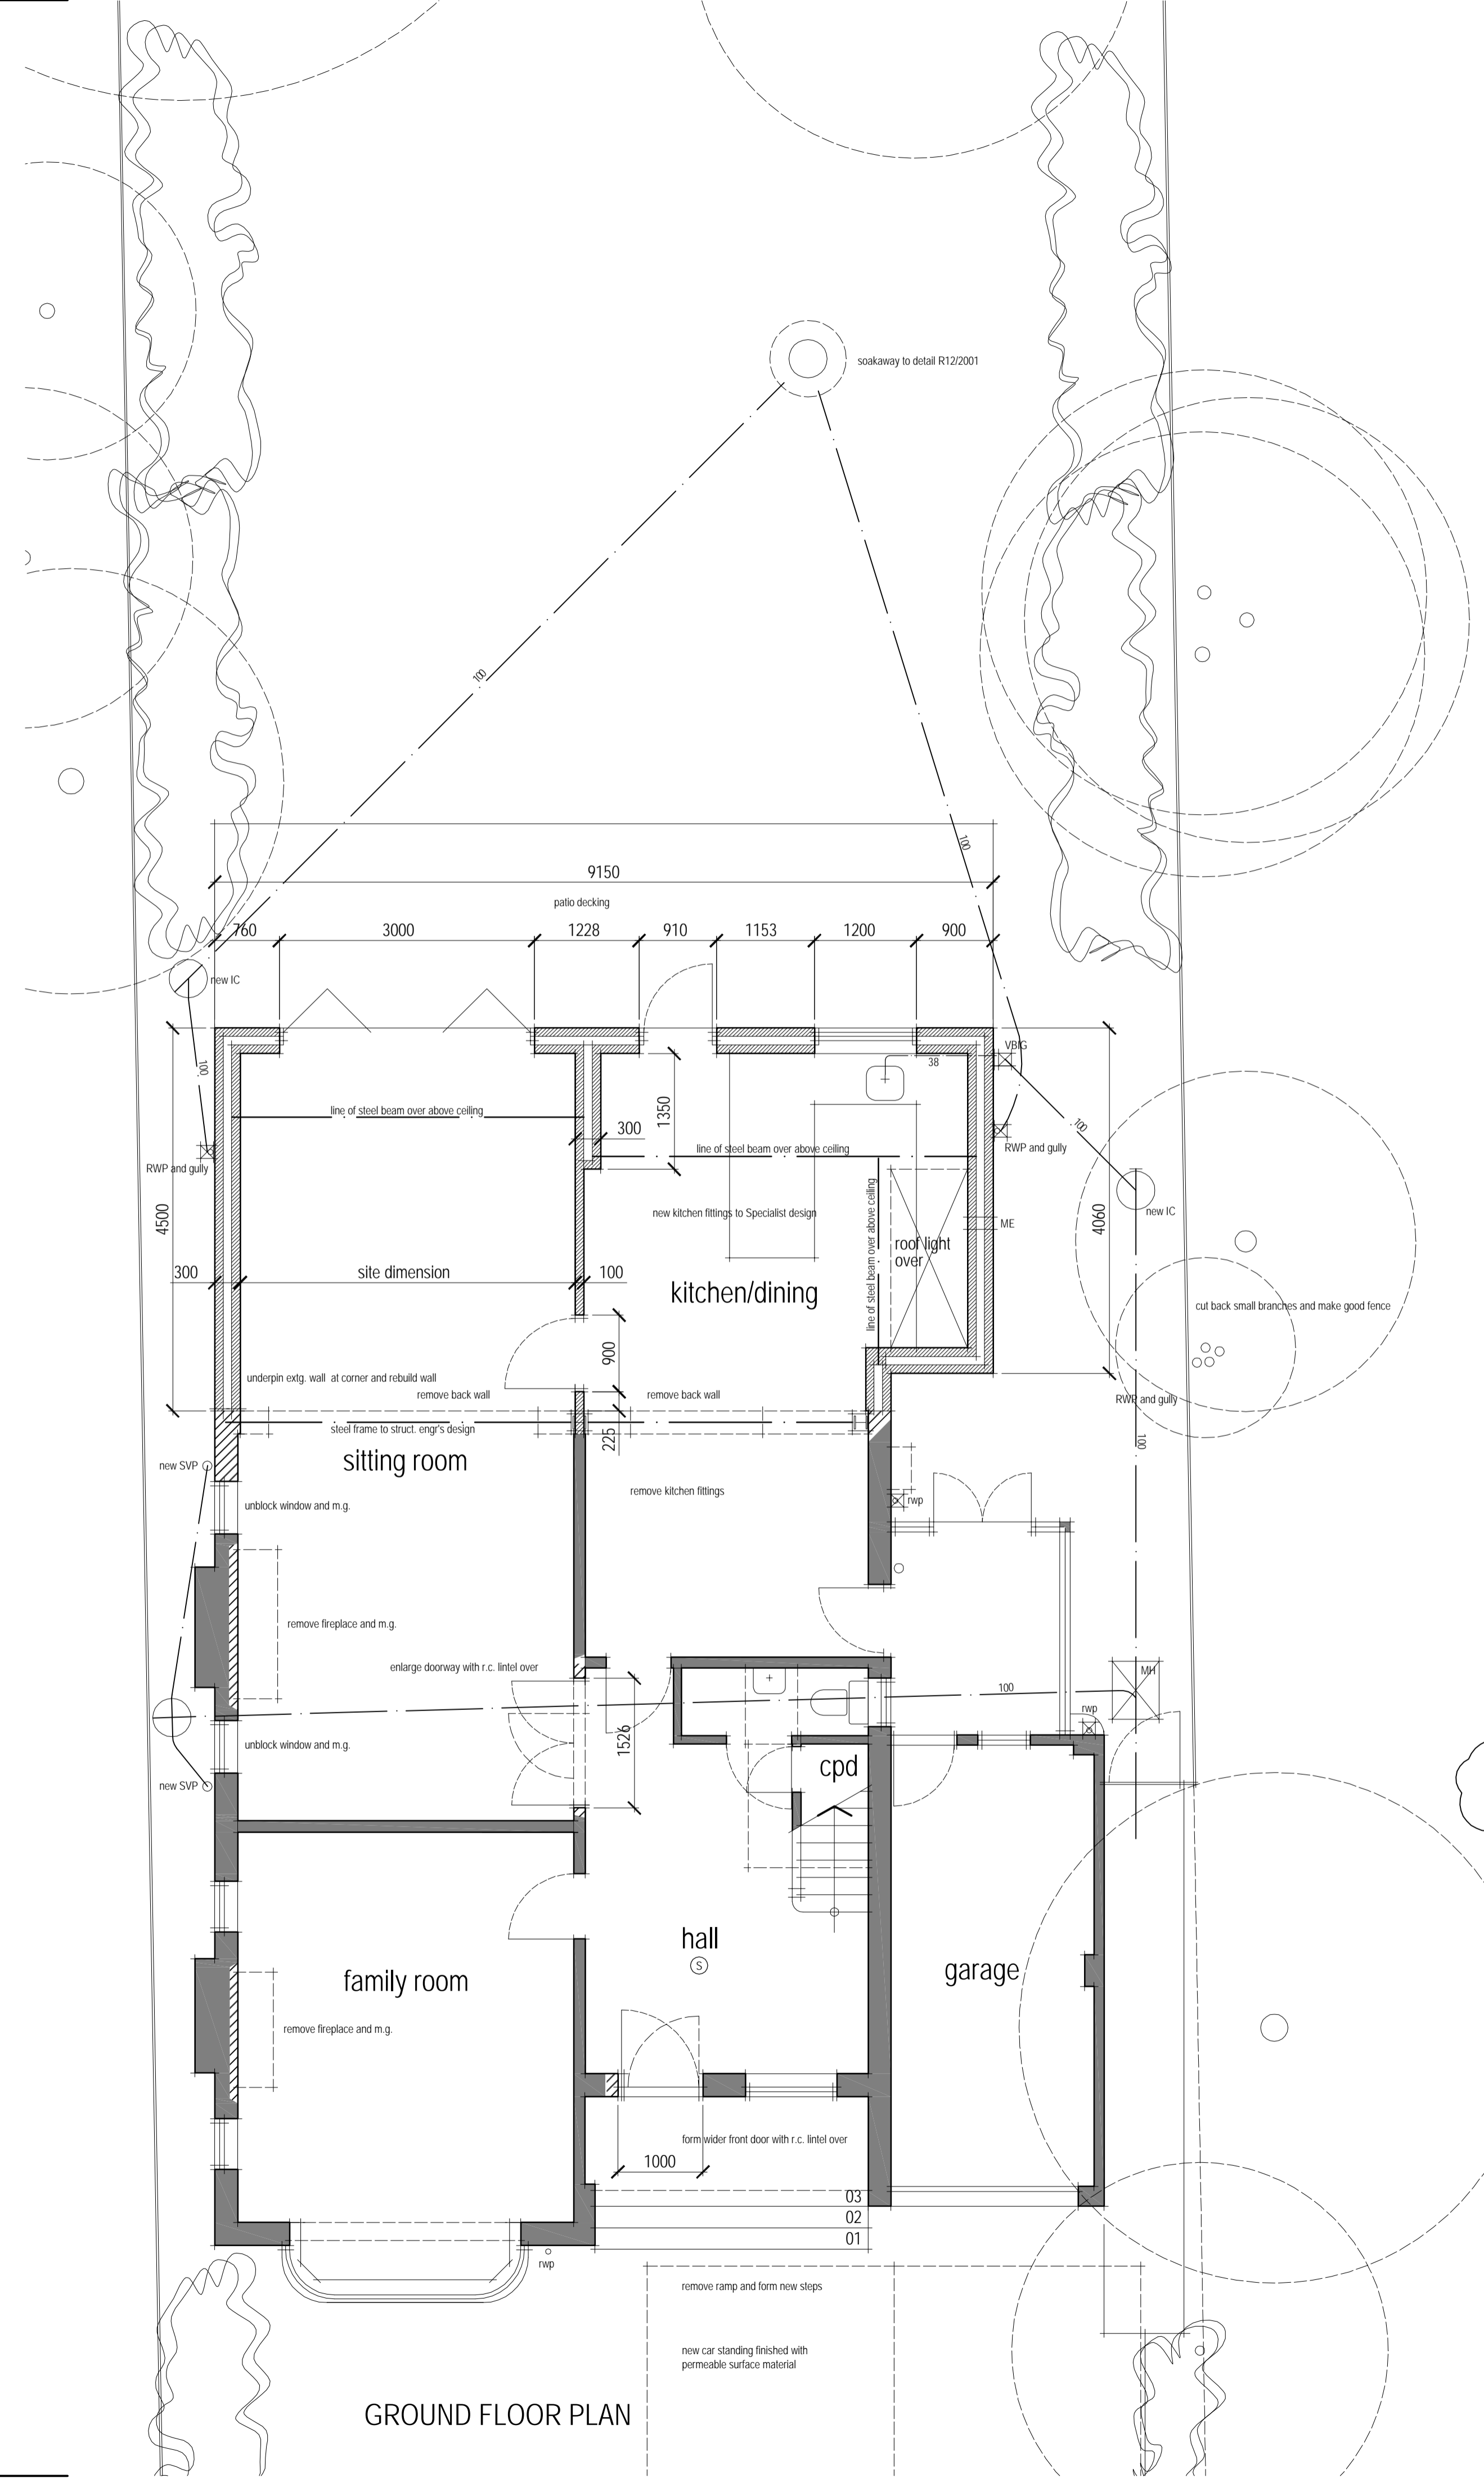 soakaway to detail R12/2001
100
100
9150
patio decking
760
3000
1228
910
1153
1200
900
new IC
VBIG
38
100
line of steel beam over above ceiling
1350
300
100
RWP and gully
line of steel beam over above ceiling
RWP and gully
4500
line of steel beam over above ceiling
4060
new IC
new kitchen fittings to Specialist design
ME
roof light
over
300
site dimension
100
kitchen/dining
cut back small branches and make good fence
900
underpin extg. wall at corner and rebuild wall
remove back wall
remove back wall
RWP and gully
steel frame to struct. engr's design
225
100
sitting room
new SVP
remove kitchen fittings
unblock window and m.g.
rwp
remove fireplace and m.g.
enlarge doorway with r.c. lintel over
MH
100
rwp
1526
unblock window and m.g.
cpd
new SVP
hall
S
garage
family room
remove fireplace and m.g.
form wider front door with r.c. lintel over
1000
03
02
01
rwp
remove ramp and form new steps
new car standing finished with
permeable surface material
GROUND FLOOR PLAN